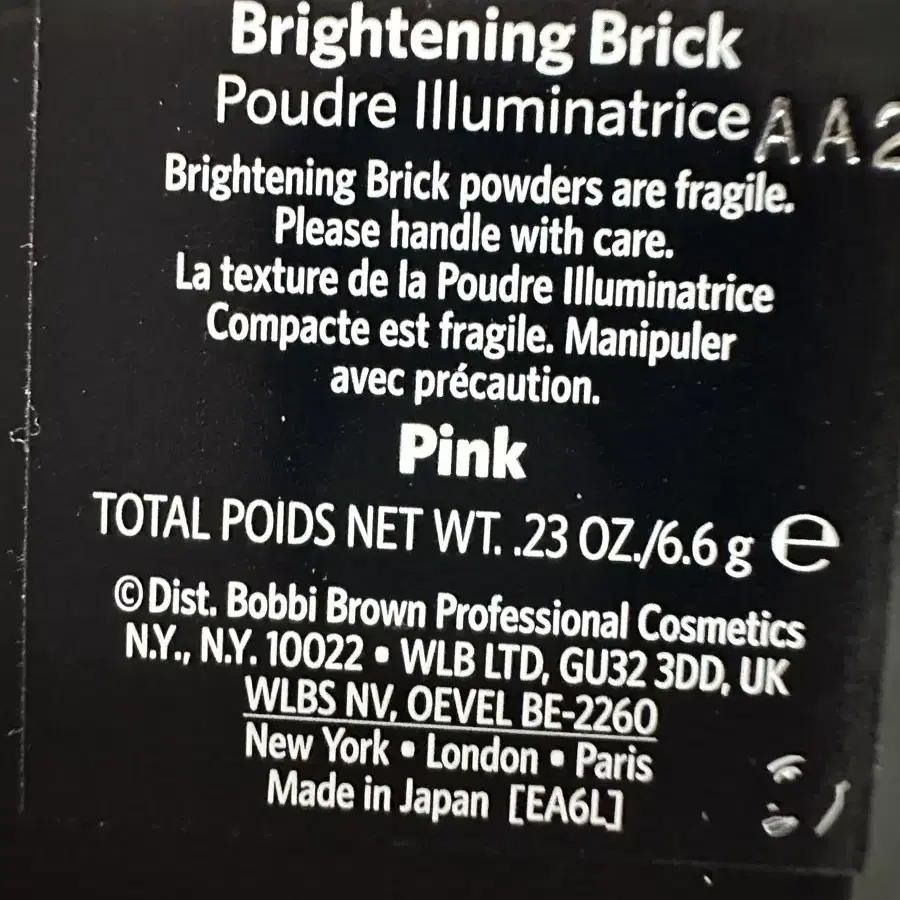 Brightening Brick
Poudre Illuminatrice
AA2
Brightening Brick powders are fragile.
Please handle with care.
La texture de la Poudre Illuminatrice
Compacte est fragile. Manipuler
avec précaution.
Pink
TOTAL POIDS NET WT. .23 OZ./6.6 g ℮
©Dist. Bobbi Brown Professional Cosmetics
N.Y., N.Y. 10022 • WLB LTD, GU32 3DD, UK
WLBS NV, OEVEL BE-2260
New York • London • Paris
Made in Japan [EA6L]